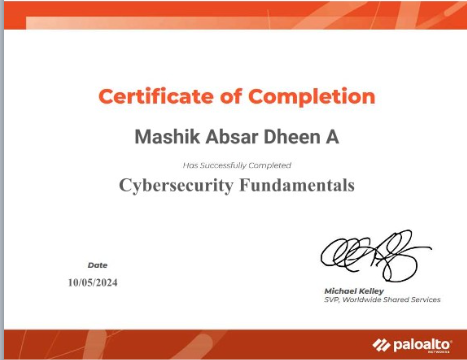 Certificate of Completion
Mashik Absar Dheen A
Has Successfully Completed
Cybersecurity Fundamentals
Date
10/05/2024
Michael Kelley
SVP, Worldwide Shared Services
paloalto
NETWORKS